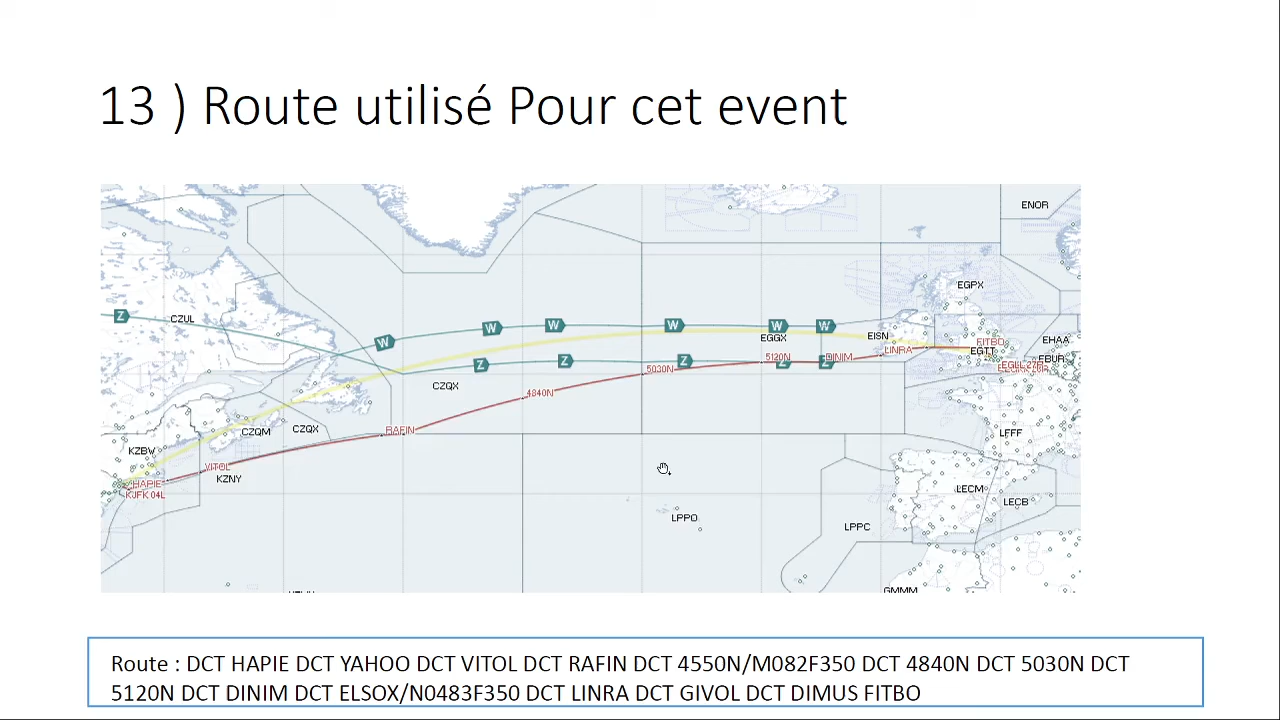 13 ) Route utilisé Pour cet event
ENOR
EGPX
CZUL
Z
W
W
W
W
W
W
EGGX
EISN
LINRA
FITBO
EGTT
EHAA
EBUR
Z
Z
Z
5120N
Z
DINIM
Z
CZQX
5030N
4840N
CZQM
CZQX
RAFIN
LFFF
KZBW
VITOL
KZNY
HAPIE
KJFK 04L
LECM
LECB
LPPO
LPPC
GMMM
Route : DCT HAPIE DCT YAHOO DCT VITOL DCT RAFIN DCT 4550N/M082F350 DCT 4840N DCT 5030N DCT
5120N DCT DINIM DCT ELSOX/N0483F350 DCT LINRA DCT GIVOL DCT DIMUS FITBO